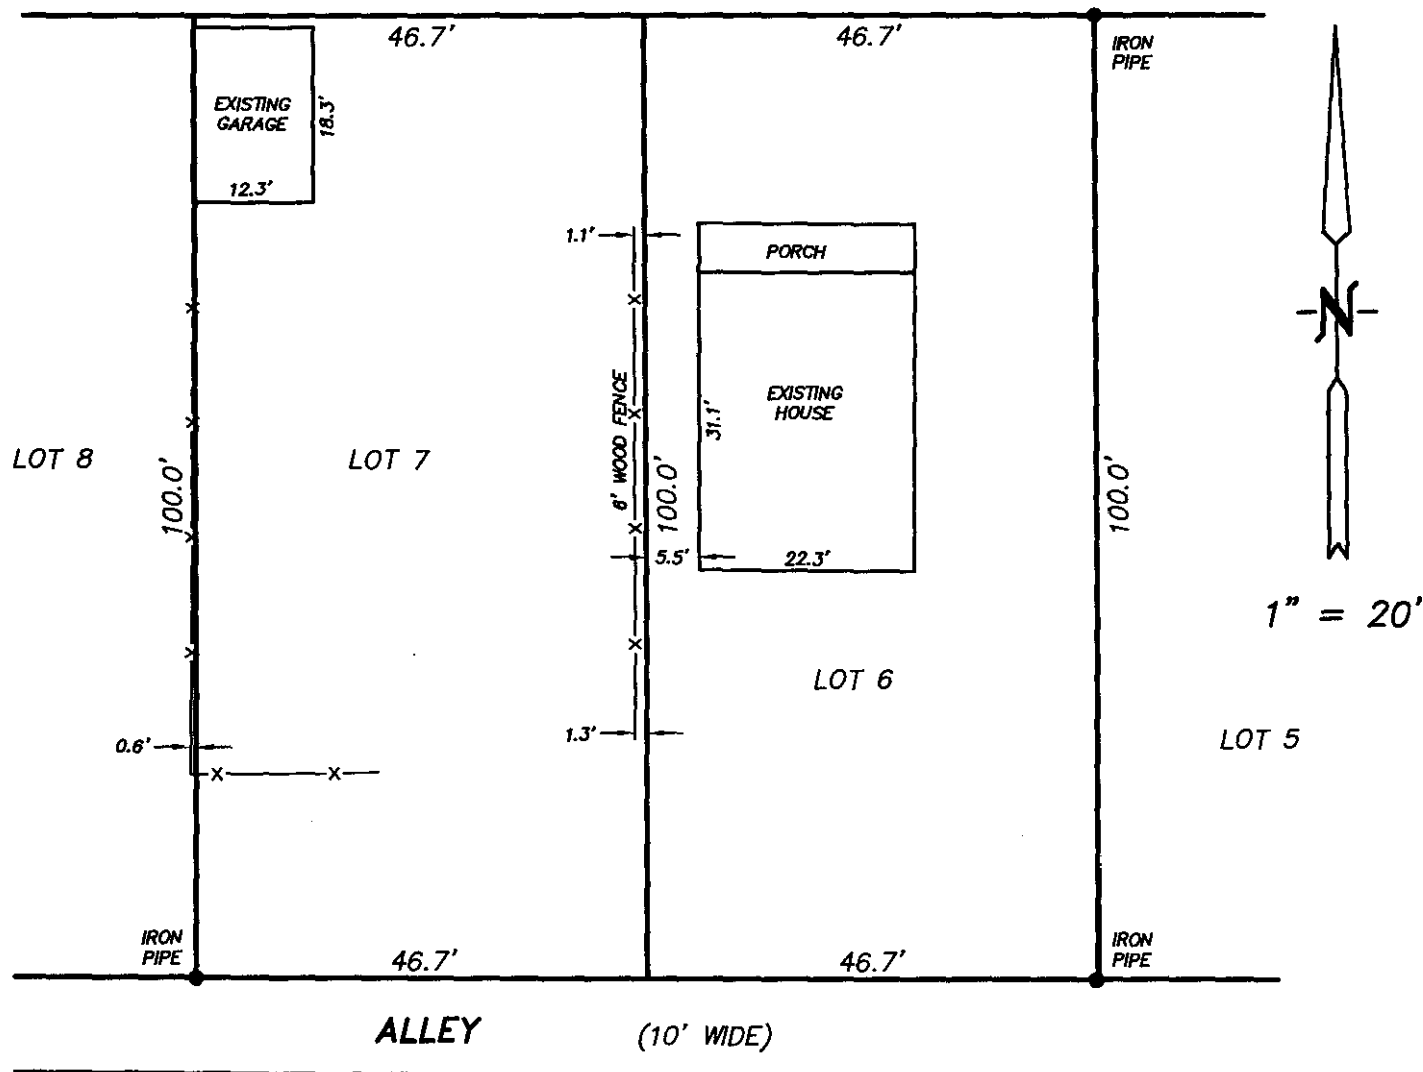 46.7'
46.7'
IRON
PIPE
EXISTING
GARAGE
18.3'
12.3'
1.1'
PORCH
N
6' WOOD FENCE
31.1'
EXISTING
HOUSE
LOT 8
100.0'
LOT 7
100.0'
100.0'
5.5'
22.3'
1" = 20'
LOT 6
0.6'
1.3'
LOT 5
IRON
PIPE
46.7'
46.7'
IRON
PIPE
ALLEY (10' WIDE)